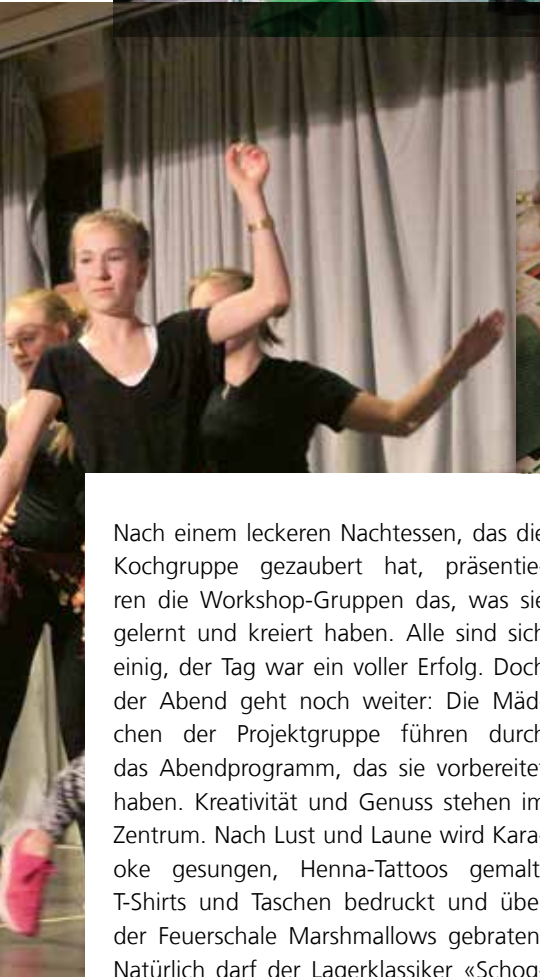 Nach einem leckeren Nachtessen, das die
Kochgruppe gezaubert hat, präsentie-
ren die Workshop-Gruppen das, was sie
gelernt und kreiert haben. Alle sind sich
einig, der Tag war ein voller Erfolg. Doch
der Abend geht noch weiter: Die Mäd-
chen der Projektgruppe führen durch
das Abendprogramm, das sie vorbereitet
haben. Kreativität und Genuss stehen im
Zentrum. Nach Lust und Laune wird Kara-
oke gesungen, Henna-Tattoos gemalt,
T-Shirts und Taschen bedruckt und über
der Feuerschale Marshmallows gebraten.
Natürlich darf der Lagerklassiker «Schog-